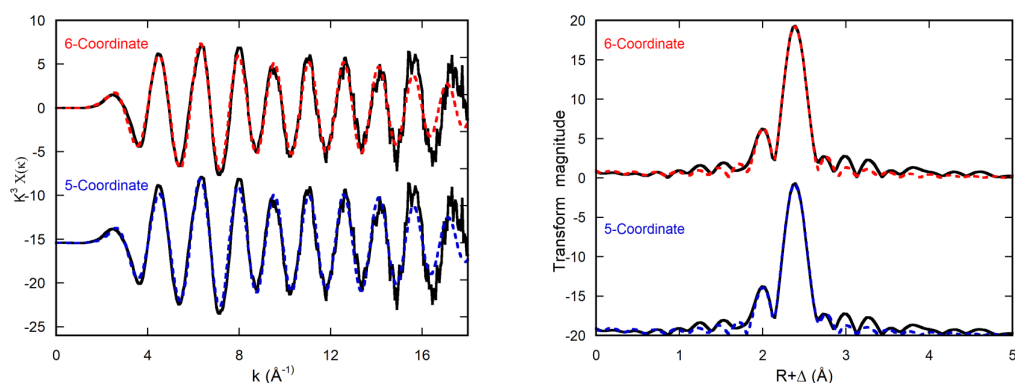 10
5
0
-5
-10
-15
-20
-25
6-Coordinate
5-Coordinate
K³ Χ(κ)
0 4 8 12 16
k (Å⁻¹)
20
15
10
5
0
-5
-10
-15
-20
6-Coordinate
5-Coordinate
Transform magnitude
0 1 2 3 4 5
R+Δ (Å)